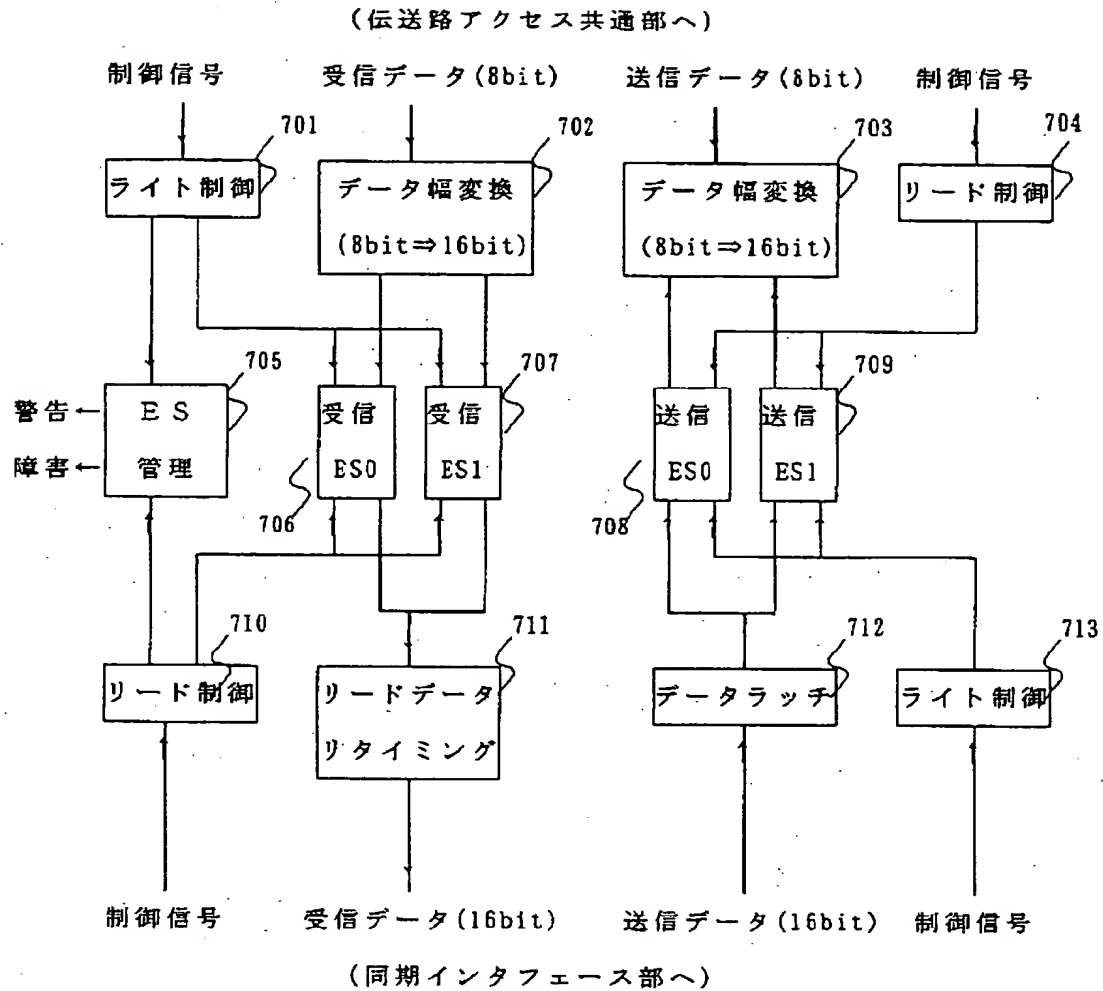 (伝送路アクセス共通部へ)
制御信号 受信データ(8bit) 送信データ(8bit) 制御信号
701 702 703 704
ライト制御 データ幅変換 データ幅変換 リード制御
(8bit⇒16bit) (8bit⇒16bit)
705 707 709
警告← ES 受信 受信 送信 送信
障害← 管理 ES0 ES1 ES0 ES1
706 708
710 711 712 713
リード制御 リードデータ データラッチ ライト制御
リタイミング
制御信号 受信データ(16bit) 送信データ(16bit) 制御信号
(同期インタフェース部へ)